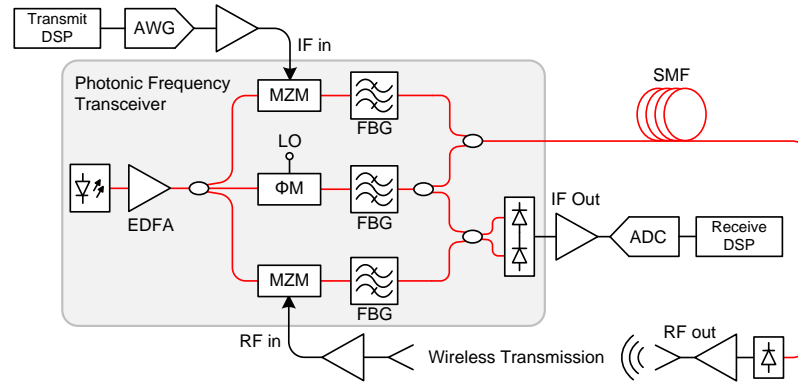 Transmit
DSP
AWG
IF in
Photonic Frequency
Transceiver
MZM
FBG
SMF
LO
ΦM
FBG
EDFA
IF Out
ADC
Receive
DSP
MZM
FBG
RF in
Wireless Transmission
RF out